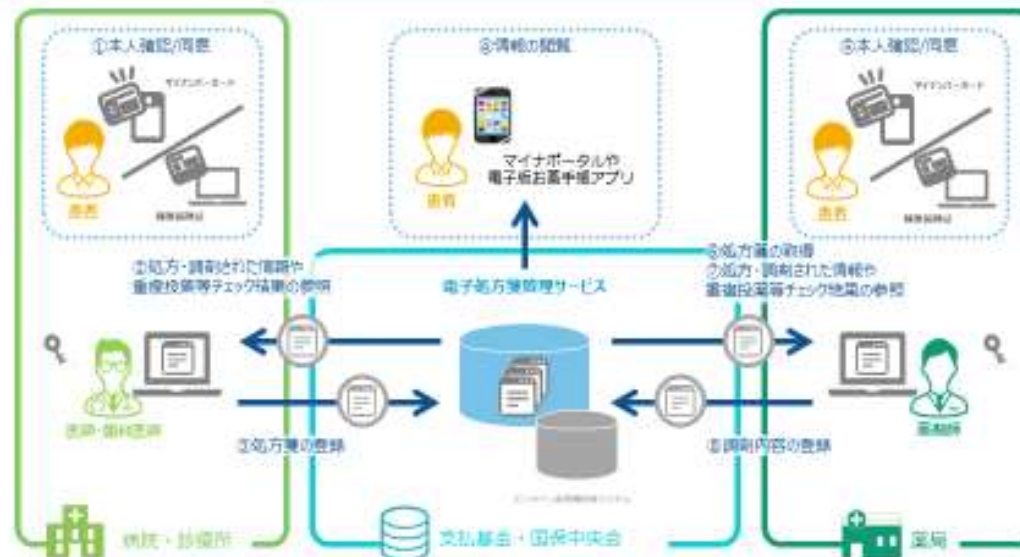 ①本人確認/同意
マイナンバーカード
患者
健康保険証
④情報の閲覧
マイナポータルや
電子版お薬手帳アプリ
患者
⑤本人確認/同意
マイナンバーカード
患者
健康保険証
②処方・調剤された情報や
重複投薬等チェック結果の参照
電子処方箋管理サービス
⑥処方箋の取得
⑦処方・調剤された情報や
重複投薬等チェック結果の参照
医師・歯科医師
③処方箋の登録
薬剤師
⑧調剤内容の登録
病院・診療所
支払基金・国保中央会
薬局